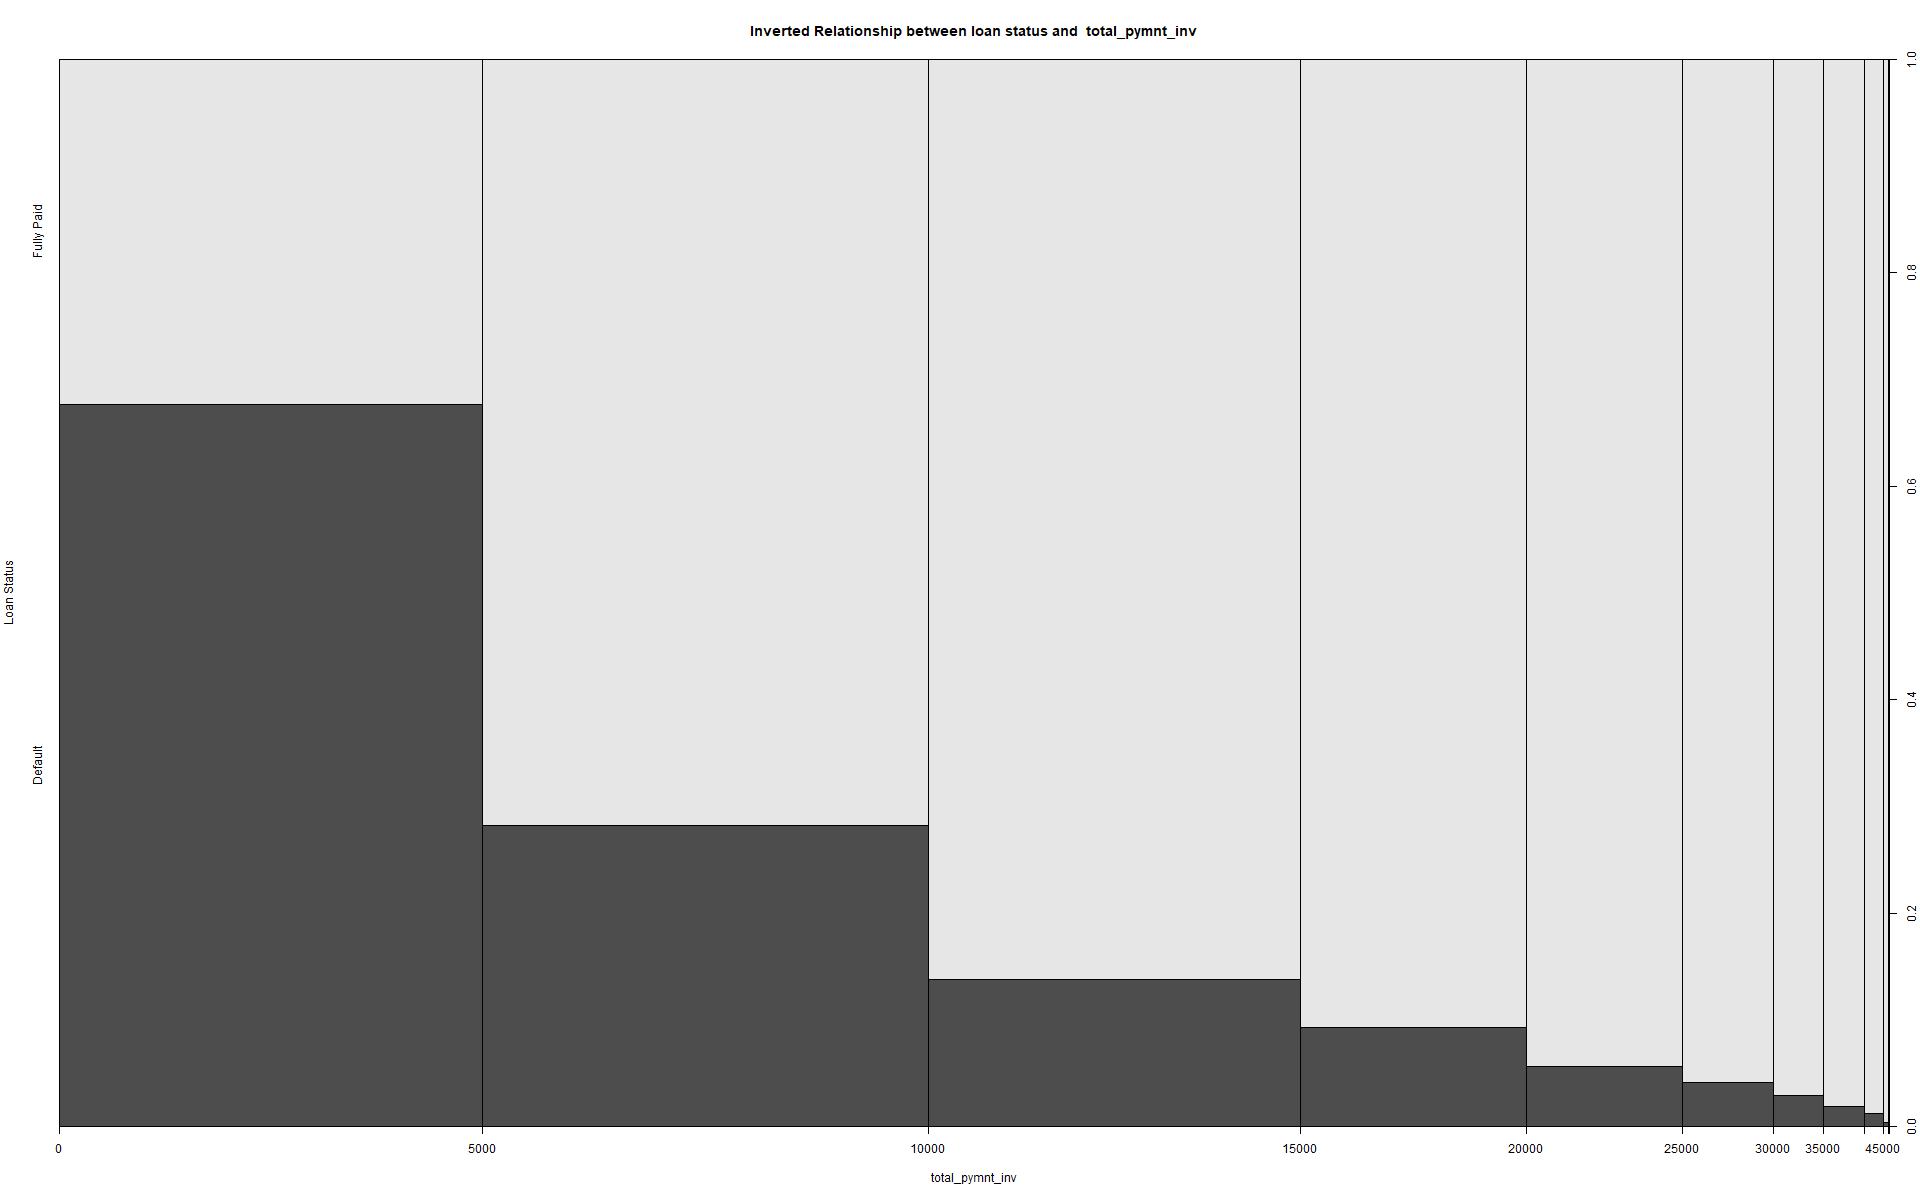 Inverted Relationship between loan status and  total_pymnt_inv
Fully Paid
Default
Loan Status
1.0
0.8
0.6
0.4
0.2
0.0
0 5000 10000 15000 20000 25000 30000 35000 45000
total_pymnt_inv